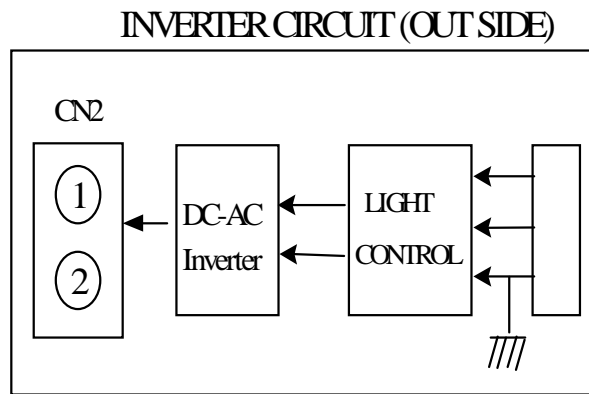 INVERTER CIRCUIT (OUT SIDE)
CN2
1
2
DC-AC
Inverter
LIGHT
CONTROL